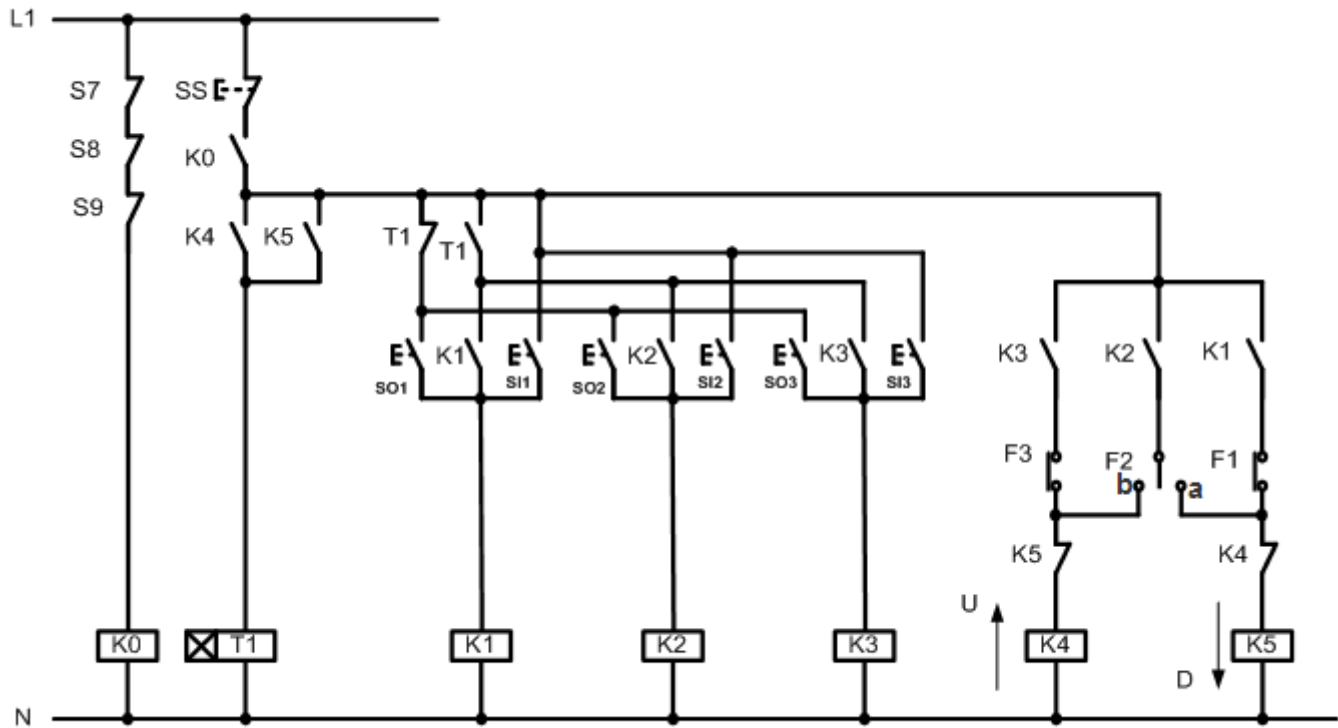 L1
S7 SS
S8 K0
S9
K4 K5 T1 T1
K1 K2 K3 K3 K2 K1
SO1 SI1 SO2 SI2 SO3 SI3
F3 F2 F1
b a
K5 K4
U
K0 T1 K1 K2 K3 K4 K5
D
N